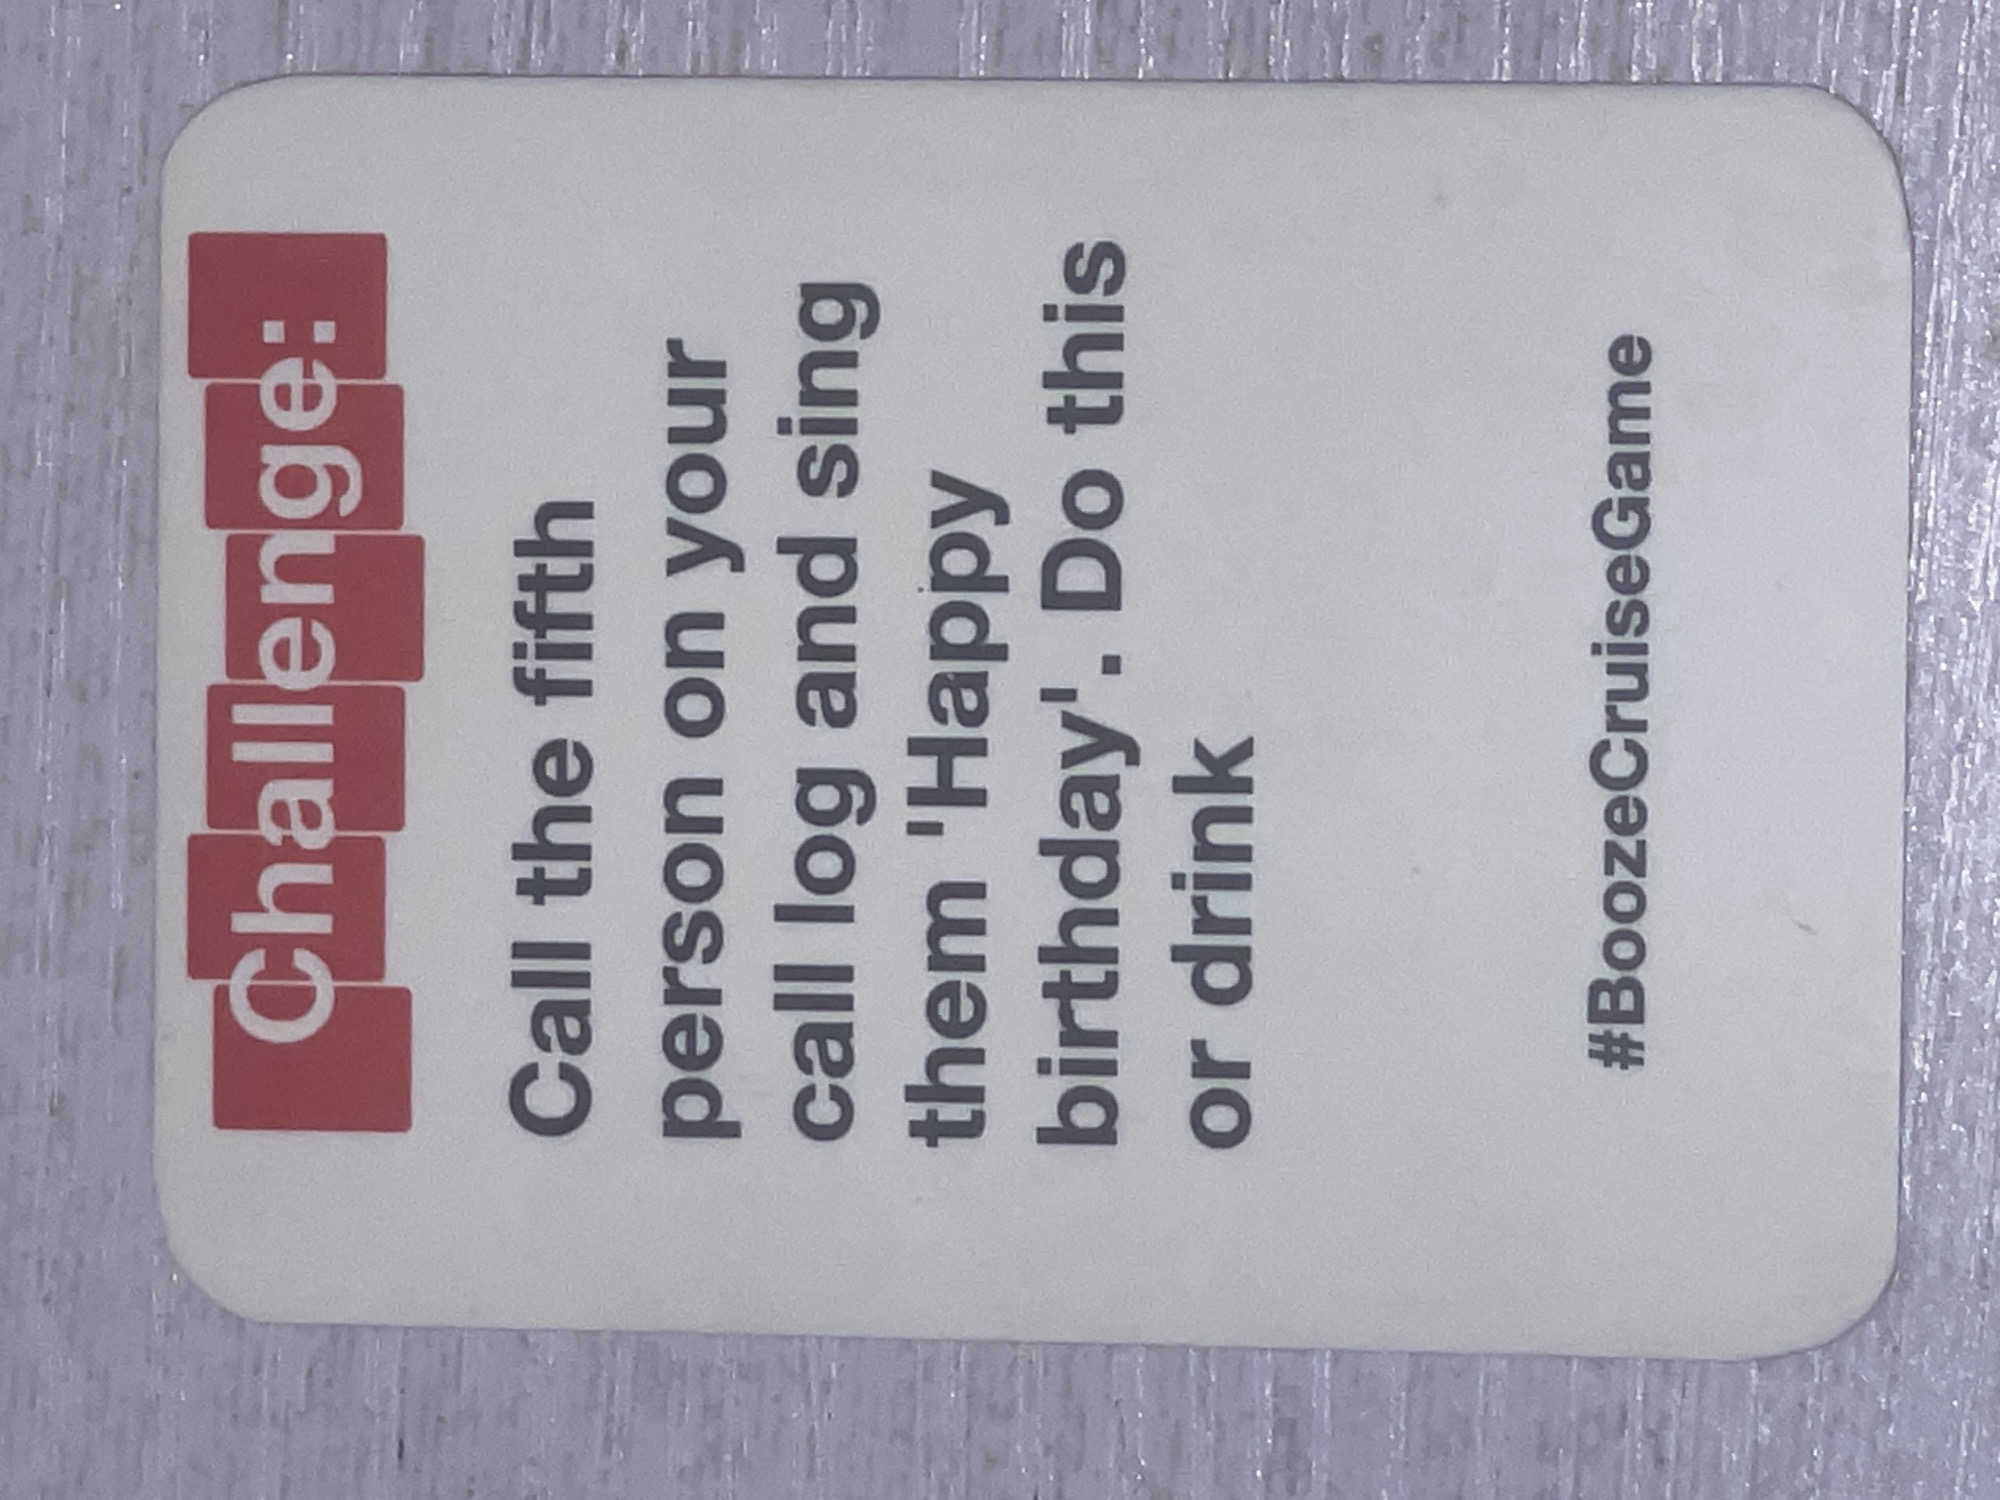 Challenge:
Call the fifth
person on your
call log and sing
them 'Happy
birthday'. Do this
or drink
#BoozeCruiseGame